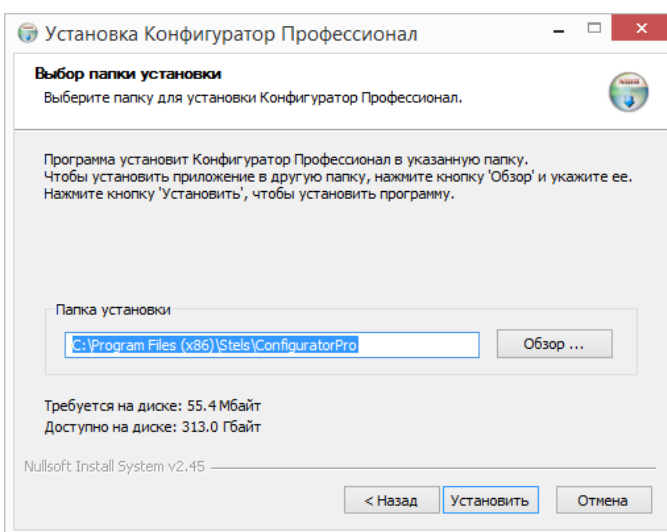 Установка Конфигуратор Профессионал
Выбор папки установки
Выберите папку для установки Конфигуратор Профессионал.
Программа установит Конфигуратор Профессионал в указанную папку.
Чтобы установить приложение в другую папку, нажмите кнопку 'Обзор' и укажите ее.
Нажмите кнопку 'Установить', чтобы установить программу.
Папка установки
C:\Program Files (x86)\Stels\ConfiguratorPro
Обзор ...
Требуется на диске: 55.4 Мбайт
Доступно на диске: 313.0 Гбайт
Nullsoft Install System v2.45
< Назад
Установить
Отмена